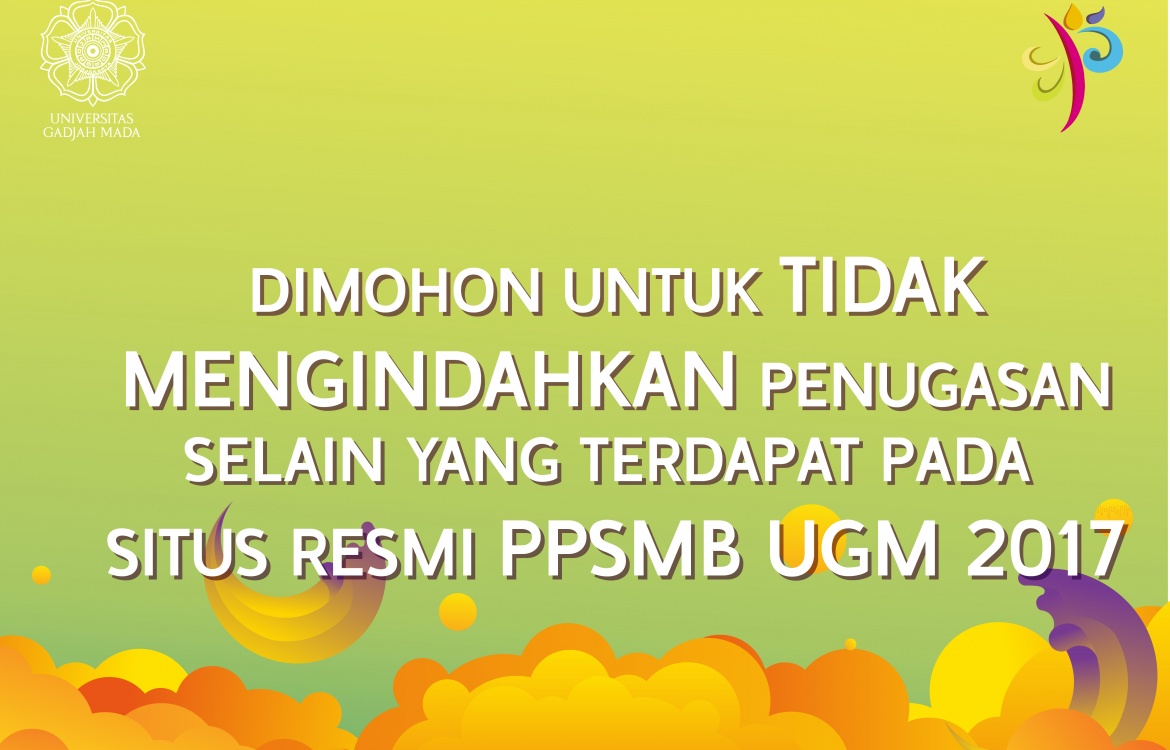 UNIVERSITAS
GADJAH MADA
DIMOHON UNTUK TIDAK
MENGINDAHKAN PENUGASAN
SELAIN YANG TERDAPAT PADA
SITUS RESMI PPSMB UGM 2017